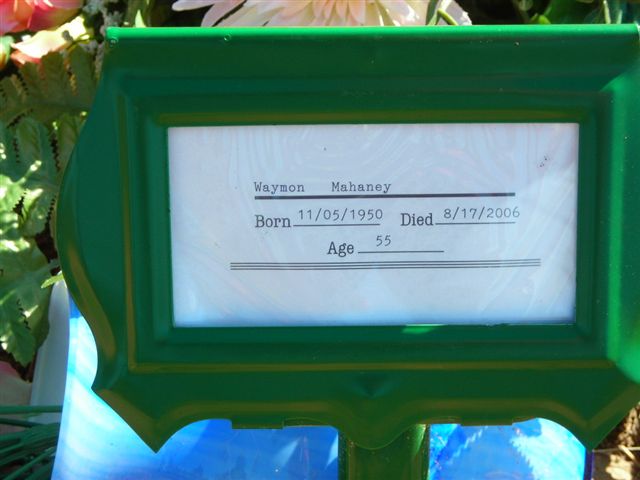 Waymon Mahaney
Born 11/05/1950 Died 8/17/2006
Age 55